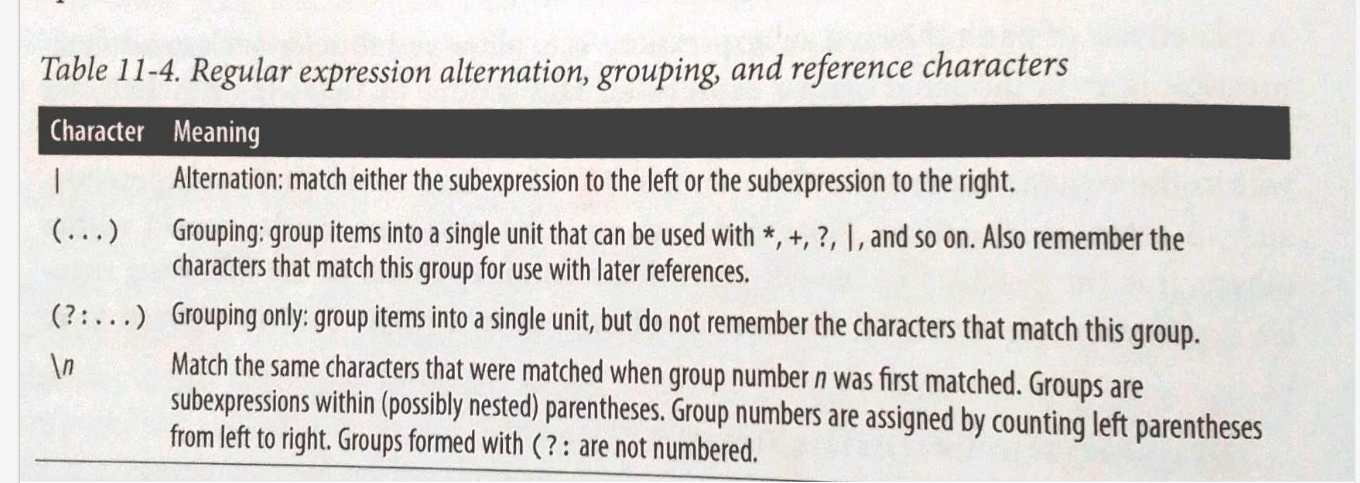 Table 11-4. Regular expression alternation, grouping, and reference characters
Character Meaning
| Alternation: match either the subexpression to the left or the subexpression to the right.
(...) Grouping: group items into a single unit that can be used with *, +, ?, |, and so on. Also remember the
characters that match this group for use with later references.
(?:...) Grouping only: group items into a single unit, but do not remember the characters that match this group.
\n Match the same characters that were matched when group number n was first matched. Groups are
subexpressions within (possibly nested) parentheses. Group numbers are assigned by counting left parentheses
from left to right. Groups formed with (?: are not numbered.